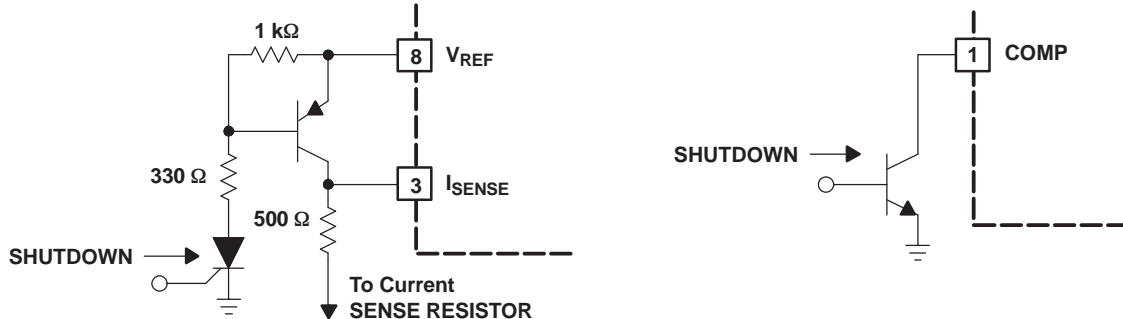 1 kΩ
8
V_REF
330 Ω
3
I_SENSE
500 Ω
SHUTDOWN
To Current
SENSE RESISTOR
1
COMP
SHUTDOWN